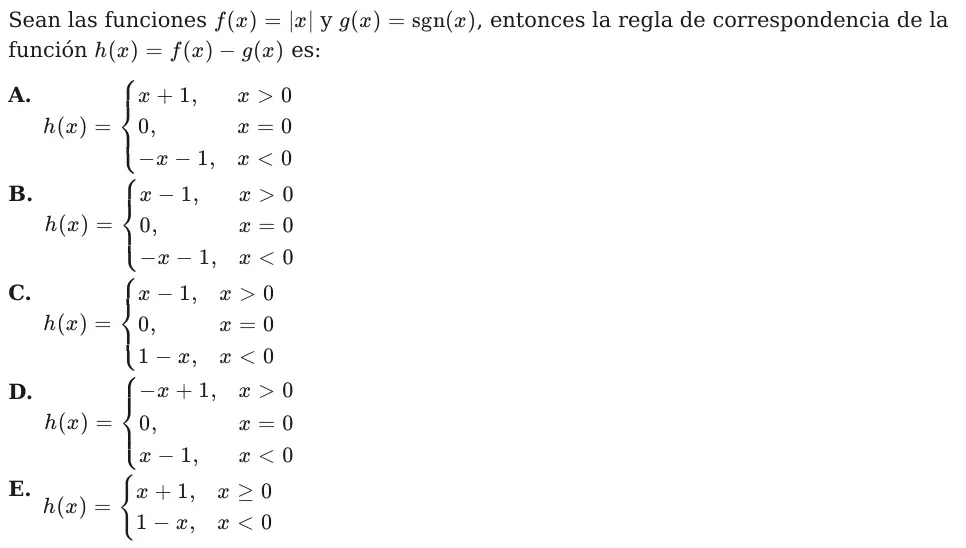 Sean las funciones f(x) = |x| y g(x) = sgn(x), entonces la regla de correspondencia de la
función h(x) = f(x) − g(x) es:
A.
h(x) = { x + 1, x > 0
0, x = 0
−x − 1, x < 0
B.
h(x) = { x − 1, x > 0
0, x = 0
−x − 1, x < 0
C.
h(x) = { x − 1, x > 0
0, x = 0
1 − x, x < 0
D.
h(x) = { −x + 1, x > 0
0, x = 0
x − 1, x < 0
E.
h(x) = { x + 1, x ≥ 0
1 − x, x < 0